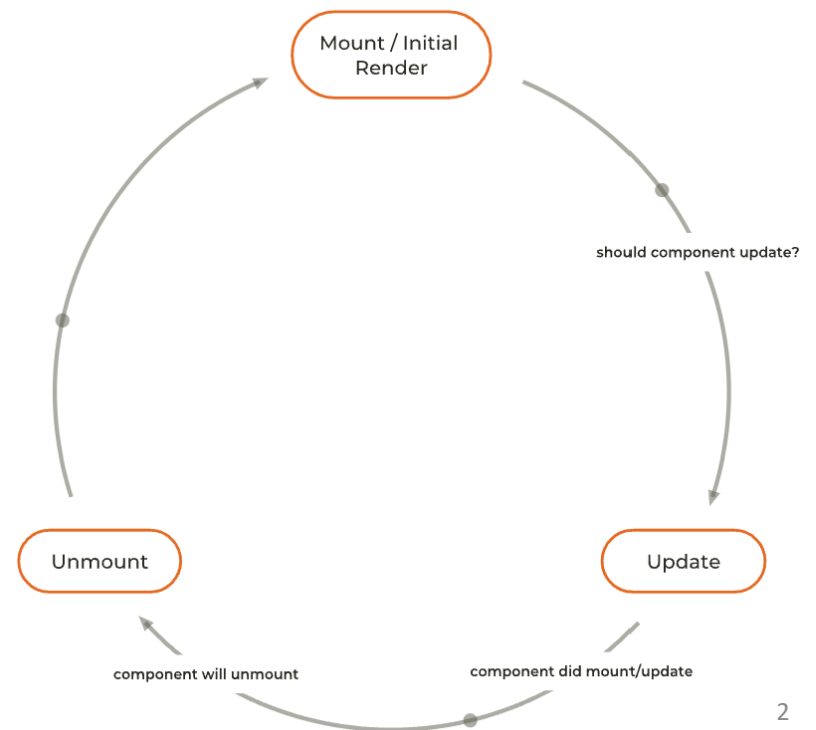 Mount / Initial
Render
should component update?
Unmount
Update
component will unmount
component did mount/update
2